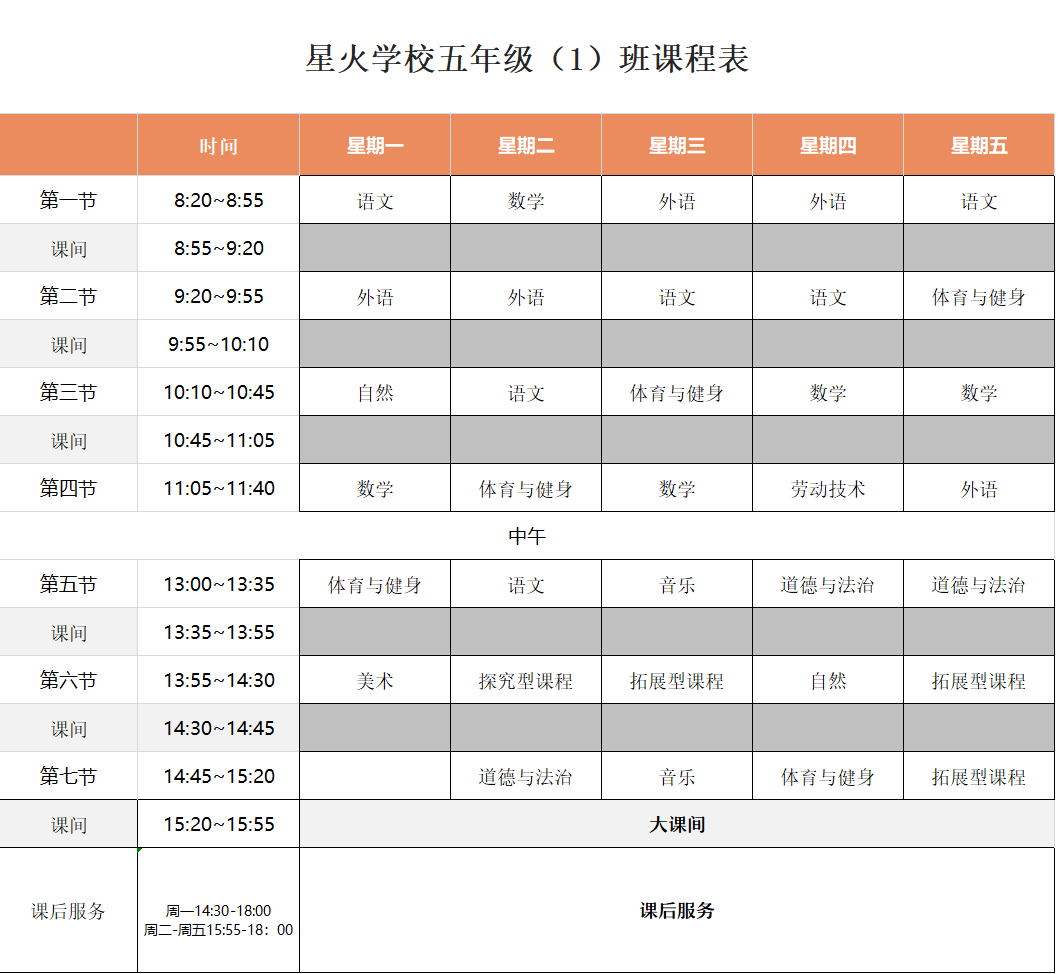 星火学校五年级（1）班课程表
时间 星期一 星期二 星期三 星期四 星期五
第一节 8:20~8:55 语文 数学 外语 外语 语文
课间 8:55~9:20
第二节 9:20~9:55 外语 外语 语文 语文 体育与健身
课间 9:55~10:10
第三节 10:10~10:45 自然 语文 体育与健身 数学 数学
课间 10:45~11:05
第四节 11:05~11:40 数学 体育与健身 数学 劳动技术 外语
中午
第五节 13:00~13:35 体育与健身 语文 音乐 道德与法治 道德与法治
课间 13:35~13:55
第六节 13:55~14:30 美术 探究型课程 拓展型课程 自然 拓展型课程
课间 14:30~14:45
第七节 14:45~15:20 道德与法治 音乐 体育与健身 拓展型课程
课间 15:20~15:55 大课间
课后服务 周一14:30-18:00 课后服务
周二-周五15:55-18：00